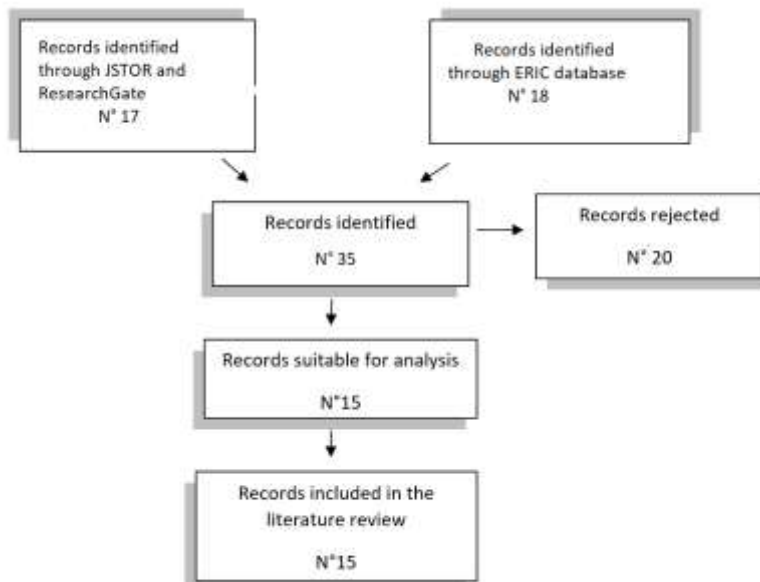 Records identified
through JSTOR and
ResearchGate
N° 17
Records identified
through ERIC database
N° 18
Records identified
N° 35
Records rejected
N° 20
Records suitable for analysis
N°15
Records included in the
literature review
N°15